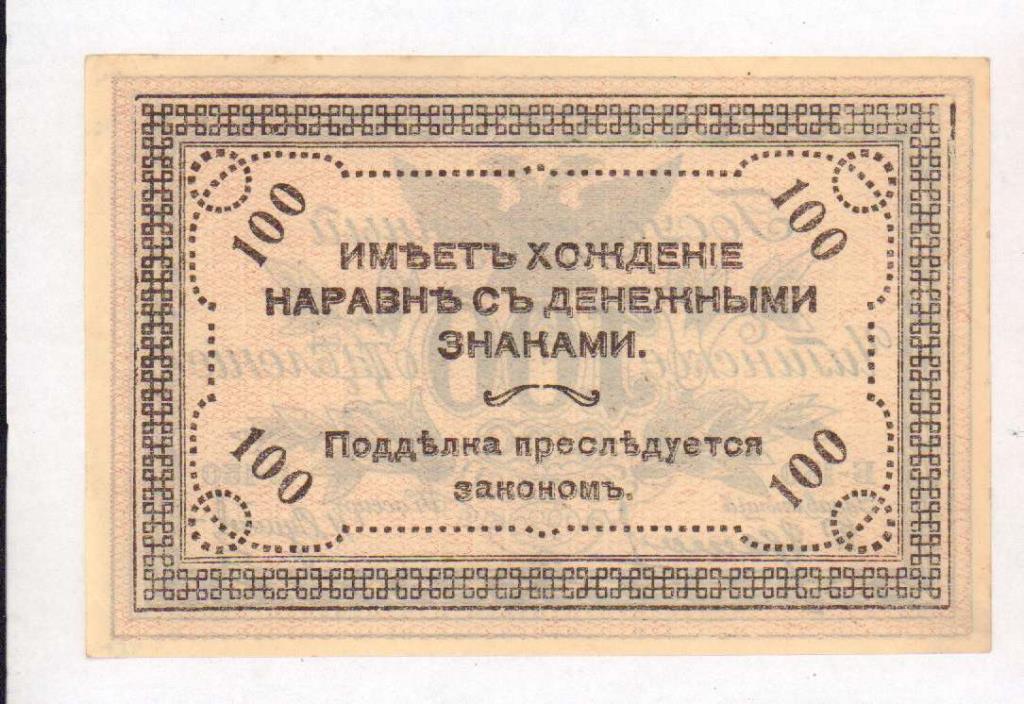 100 100
ИМѢЕТЪ ХОЖДЕНІЕ
НАРАВНѢ СЪ ДЕНЕЖНЫМИ
ЗНАКАМИ.
Поддѣлка преслѣдуется
закономъ.
100 100